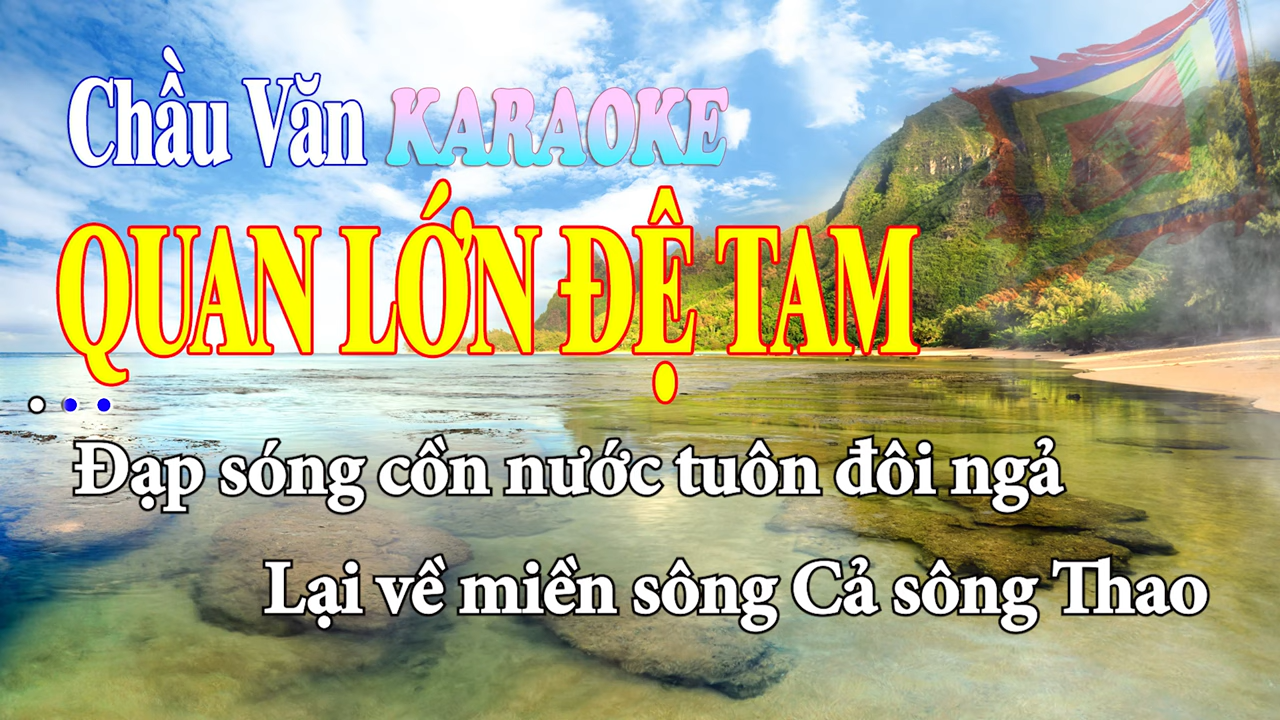 Chầu Văn KARAOKE
QUAN LỚN ĐỆ TAM
Đạp sóng cồn nước tuôn đôi ngả
Lại về miền sông Cả sông Thao